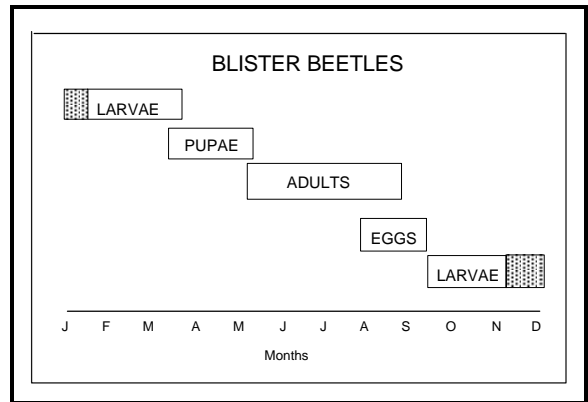 BLISTER BEETLES
LARVAE
PUPAE
ADULTS
EGGS
LARVAE
J F M A M J J A S O N D
Months